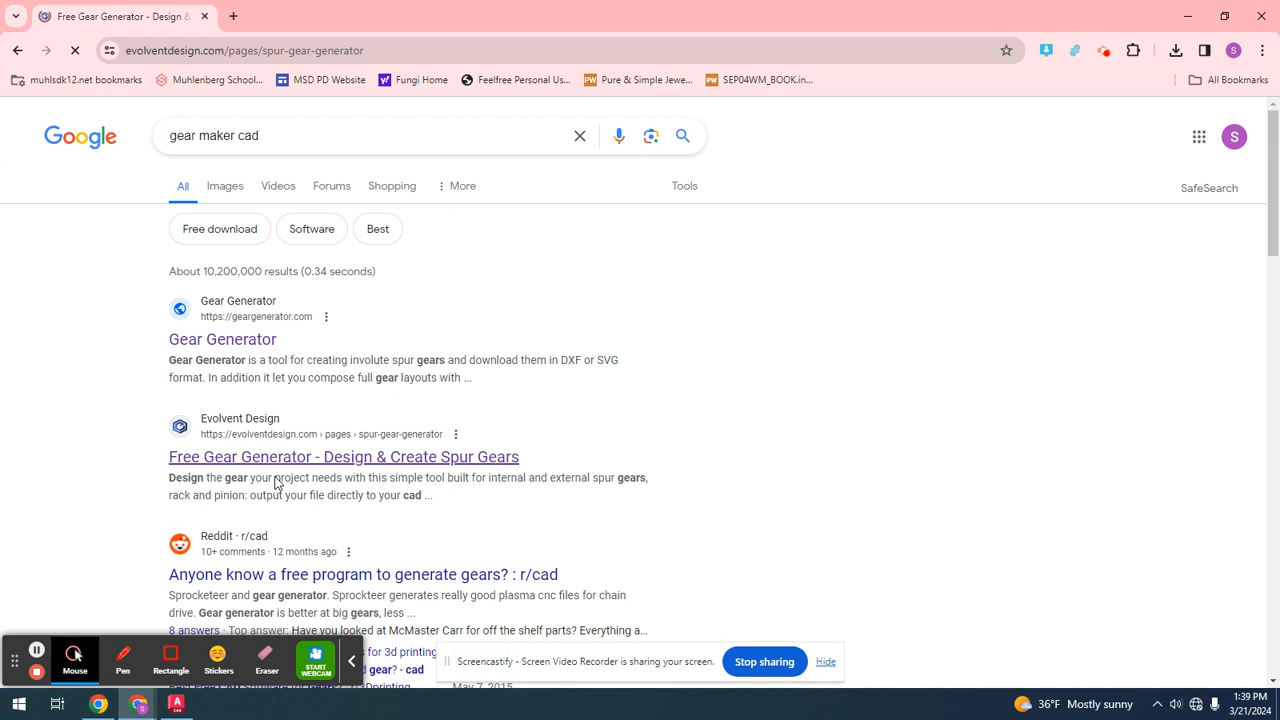 Free Gear Generator - Design &
evolventdesign.com/pages/spur-gear-generator
S
muhlsdk12.net bookmarks
Muhlenberg School...
MSD PD Website
Fungi Home
Feelfree Personal Us...
Pure & Simple Jewe...
SEP04WM_BOOK.in...
All Bookmarks
Google
gear maker cad
S
All
Images
Videos
Forums
Shopping
More
Tools
SafeSearch
Free download
Software
Best
About 10,200,000 results (0.34 seconds)
Gear Generator
https://geargenerator.com
Gear Generator
Gear Generator is a tool for creating involute spur gears and download them in DXF or SVG
format. In addition it let you compose full gear layouts with ...
Evolvent Design
https://evolventdesign.com › pages › spur-gear-generator
Free Gear Generator - Design & Create Spur Gears
Design the gear your project needs with this simple tool built for internal and external spur gears,
rack and pinion: output your file directly to your cad ...
Reddit · r/cad
10+ comments · 12 months ago
Anyone know a free program to generate gears? : r/cad
Sprocketeer and gear generator. Sprockteer generates really good plasma cnc files for chain
drive. Gear generator is better at big gears, less ...
8 answers · Top answer: Have you looked at McMaster Carr for off the shelf parts? Everything a...
for 3d printing
gear? - cad
May 7, 2015
Mouse
Pen
Rectangle
Stickers
Eraser
START
WEBCAM
Screencastify - Screen Video Recorder is sharing your screen.
Stop sharing
Hide
36°F Mostly sunny
1:39 PM
3/21/2024